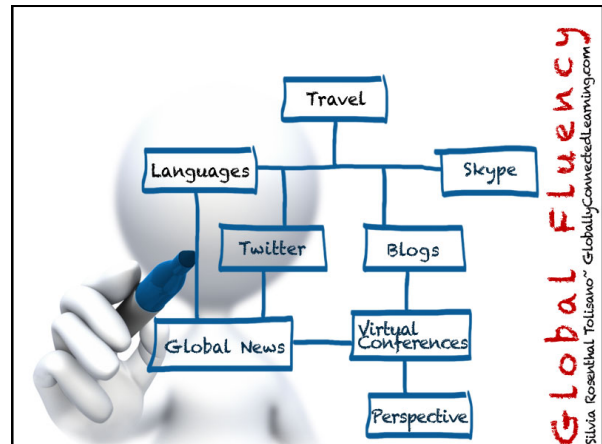 Travel
Languages
Skype
Twitter
Blogs
Global News
Virtual
Conferences
Perspective
Global Fluency
Silvia Rosenthal Tolisano~ GloballyConnectedLearning.com